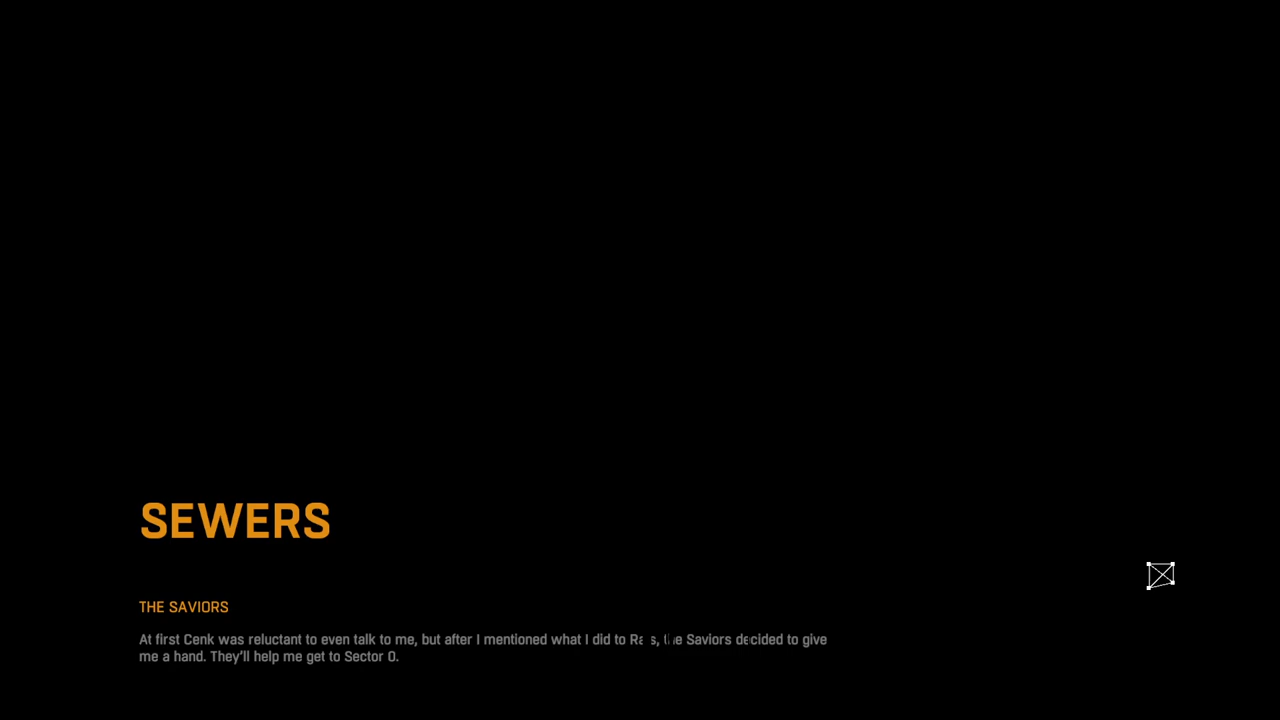 SEWERS
THE SAVIORS
At first Cenk was reluctant to even talk to me, but after I mentioned what I did to the Saviors decided to give
me a hand. They'll help me get to Sector 0.